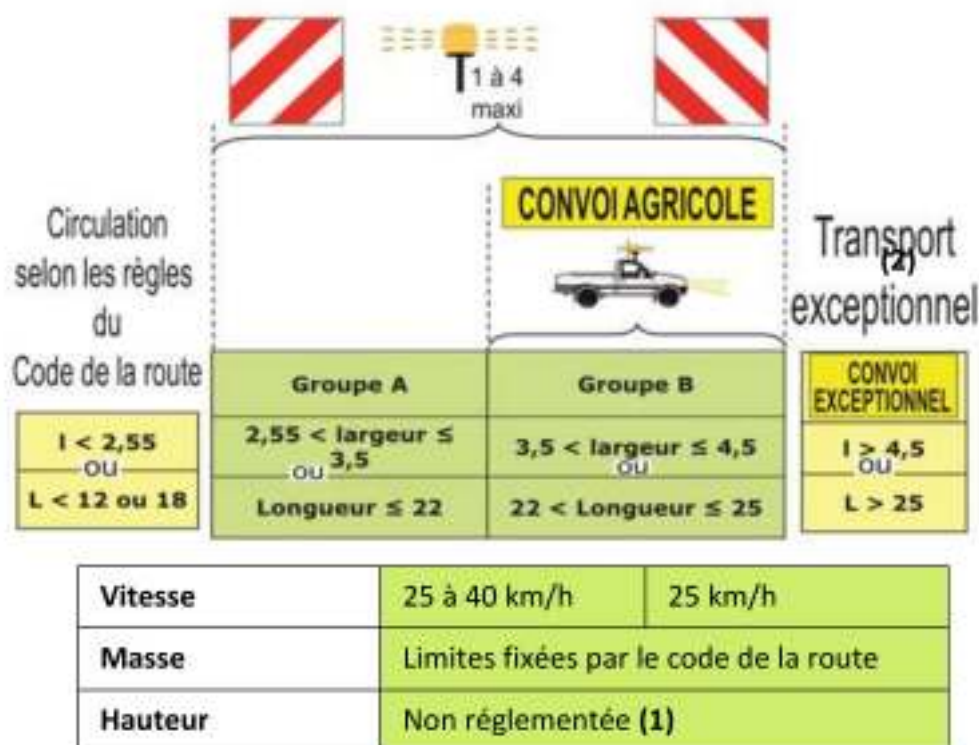 1 à 4
maxi
CONVOI AGRICOLE
Circulation
selon les règles
du
Code de la route
Transport
(2)
exceptionnel
Groupe A
Groupe B
CONVOI
EXCEPTIONNEL
l < 2,55
ou
L < 12 ou 18
2,55 < largeur ≤
3,5
ou
Longueur ≤ 22
3,5 < largeur ≤ 4,5
ou
22 < Longueur ≤ 25
l > 4,5
ou
L > 25
Vitesse
25 à 40 km/h
25 km/h
Masse
Limites fixées par le code de la route
Hauteur
Non réglementée (1)